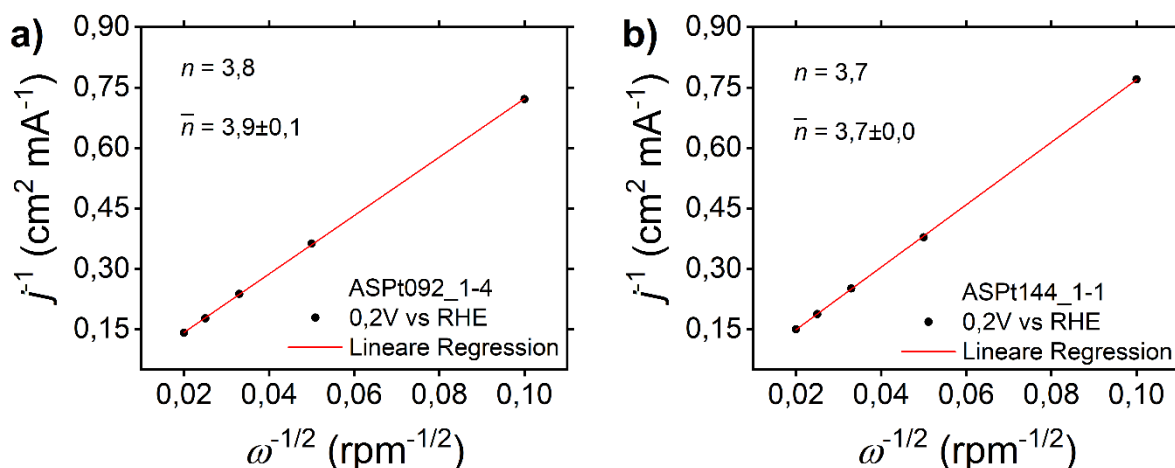 a)
n = 3,8
n̅ = 3,9±0,1
0,90
0,75
0,60
0,45
0,30
0,15
j⁻¹ (cm² mA⁻¹)
ASPt092_1-4
0,2V vs RHE
Lineare Regression
0,02 0,04 0,06 0,08 0,10
ω⁻¹/² (rpm⁻¹/²)
b)
n = 3,7
n̅ = 3,7±0,0
0,90
0,75
0,60
0,45
0,30
0,15
j⁻¹ (cm² mA⁻¹)
ASPt144_1-1
0,2V vs RHE
Lineare Regression
0,02 0,04 0,06 0,08 0,10
ω⁻¹/² (rpm⁻¹/²)